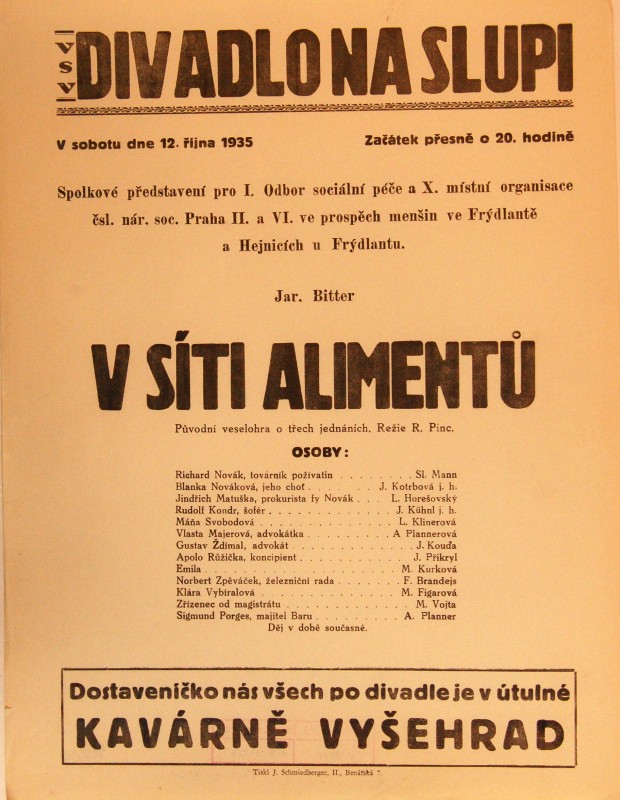 VSV DIVADLO NA SLUPI
V sobotu dne 12. října 1935 Začátek přesně o 20. hodině
Spolkové představení pro I. Odbor sociální péče a X. místní organisace
čsl. nár. soc. Praha II. a VI. ve prospěch menšin ve Frýdlantě
a Hejnicích u Frýdlantu.
Jar. Bitter
V SÍTI ALIMENTŮ
Původní veselohra o třech jednáních. Režie R. Pinc.
OSOBY:
Richard Novák, továrník poživatin . . . . . . . . Sl. Mann
Blanka Nováková, jeho choť . . . . . . . J. Kotrbová j. h.
Jindřich Matuška, prokurista fy Novák . . . L. Horešovský
Rudolf Kondr, šofér . . . . . . . . . . . . J. Kühnl j. h.
Máňa Svobodová . . . . . . . . . . . . . . L. Klinerová
Vlasta Majerová, advokátka . . . . . . . . A Plannerová
Gustav Ždímal, advokát . . . . . . . . . . . . J. Kouďa
Apolo Růžička, koncipient . . . . . . . . . . . J. Přikryl
Emila . . . . . . . . . . . . . . . . . . . M. Kurková
Norbert Zpěváček, železniční rada . . . . . . F. Brandejs
Klára Vybíralová . . . . . . . . . . . . . M. Figarová
Zřízenec od magistrátu . . . . . . . . . . . . M. Vojta
Sigmund Porges, majitel Baru . . . . . . . . A. Planner
Děj v době současné.
Dostaveníčko nás všech po divadle je v útulné
KAVÁRNĚ VYŠEHRAD
Tiskl J. Schmiedberger, II., Benátská